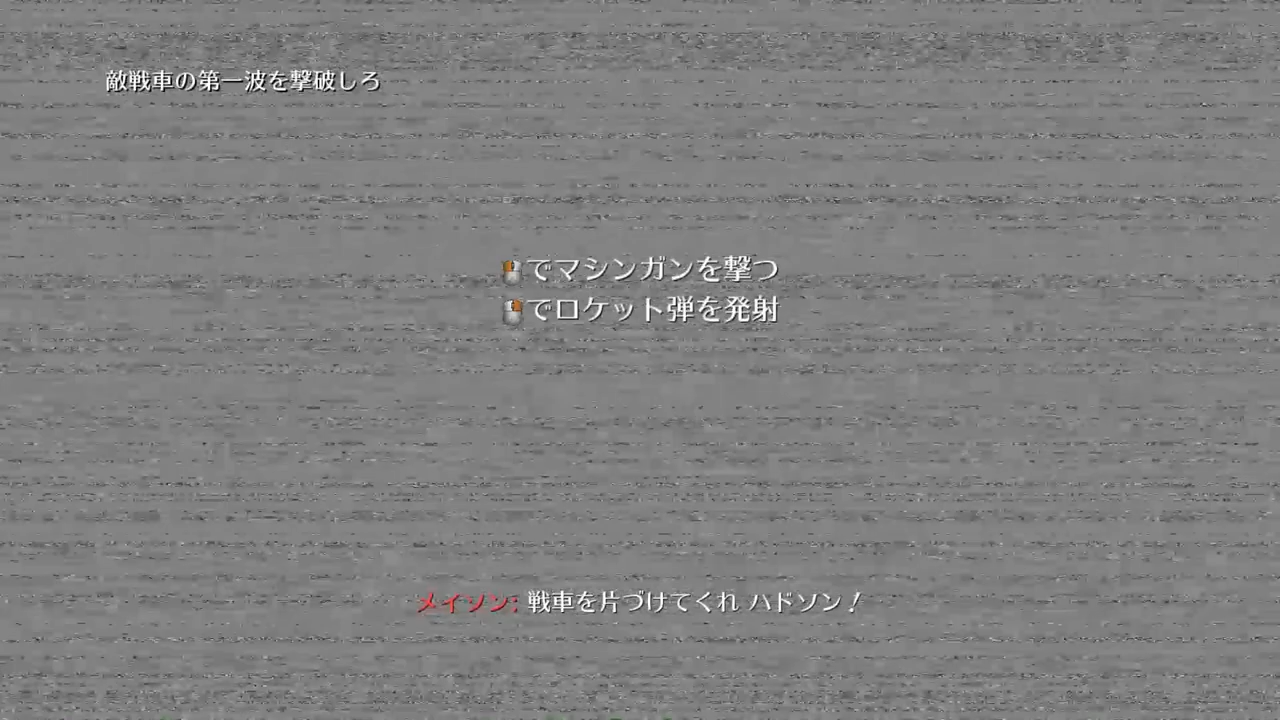 敵戦車の第一波を撃破しろ
でマシンガンを撃つ
でロケット弾を発射
メイソン: 戦車を片づけてくれ ハドソン！